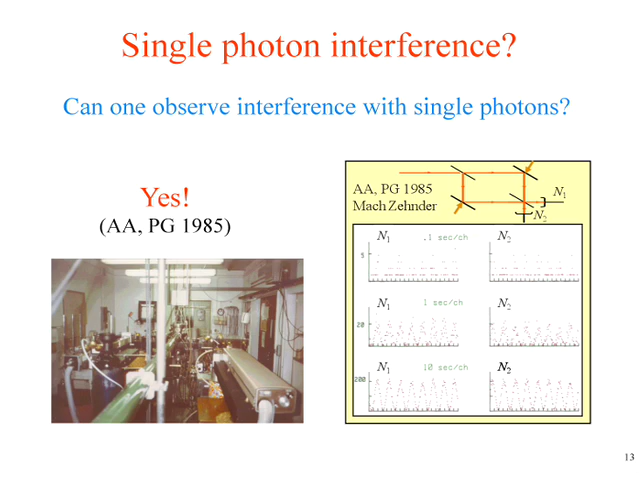 Single photon interference?
Can one observe interference with single photons?
Yes!
(AA, PG 1985)
AA, PG 1985
Mach Zehnder
N1
N2
N1 .1 sec/ch N2
5
N1 1 sec/ch N2
20
N1 10 sec/ch N2
200
13